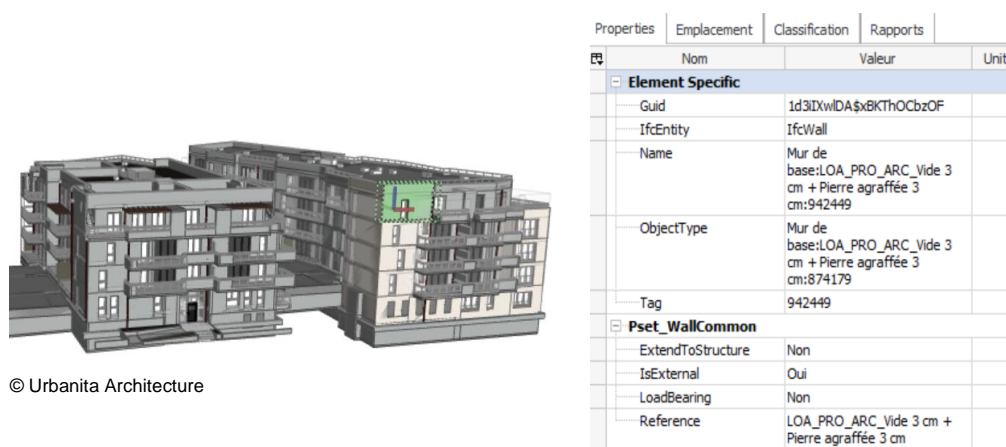 Properties Emplacement Classification Rapports
Nom Valeur Unit
Element Specific
Guid 1d3iIXwlDA$xBKThOCbzOF
IfcEntity IfcWall
Name Mur de
base:LOA_PRO_ARC_Vide 3
cm + Pierre agraffée 3
cm:942449
ObjectType Mur de
base:LOA_PRO_ARC_Vide 3
cm + Pierre agraffée 3
cm:874179
Tag 942449
Pset_WallCommon
ExtendToStructure Non
IsExternal Oui
LoadBearing Non
Reference LOA_PRO_ARC_Vide 3 cm +
Pierre agraffée 3 cm
© Urbanita Architecture